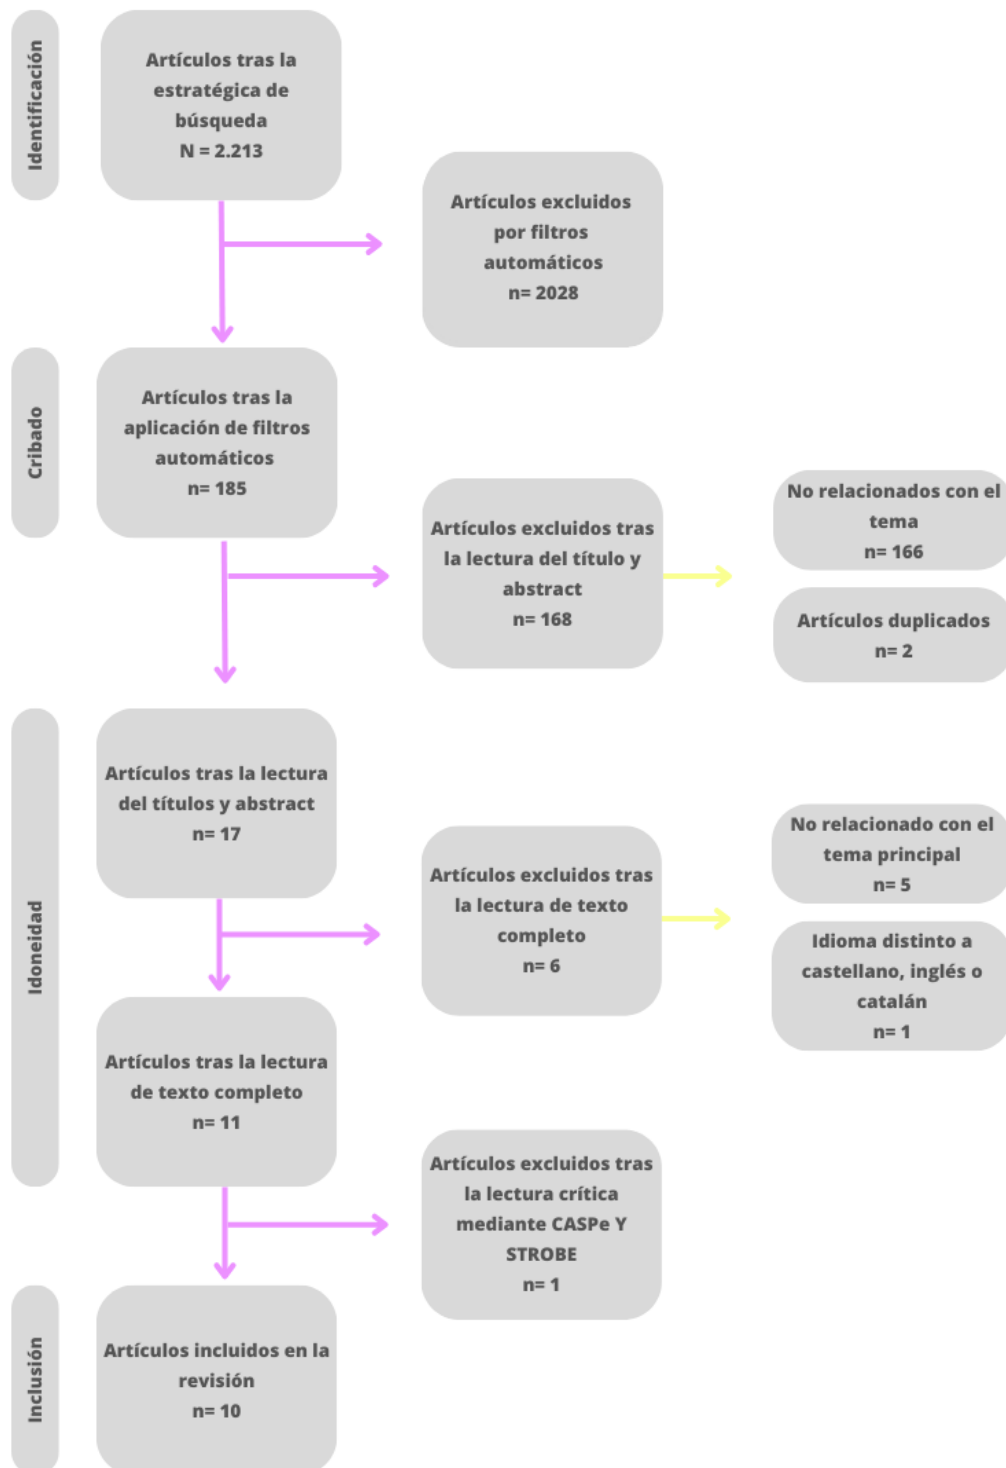 Identificación
Artículos tras la
estratégica de
búsqueda
N = 2.213
Artículos excluidos
por filtros
automáticos
n= 2028
Cribado
Artículos tras la
aplicación de filtros
automáticos
n= 185
Artículos excluidos tras
la lectura del título y
abstract
n= 168
No relacionados con el
tema
n= 166
Artículos duplicados
n= 2
Idoneidad
Artículos tras la lectura
del títulos y abstract
n= 17
Artículos excluidos tras
la lectura de texto
completo
n= 6
No relacionado con el
tema principal
n= 5
Idioma distinto a
castellano, inglés o
catalán
n= 1
Artículos tras la lectura
de texto completo
n= 11
Artículos excluidos tras
la lectura crítica
mediante CASPe Y
STROBE
n= 1
Inclusión
Artículos incluidos en la
revisión
n= 10